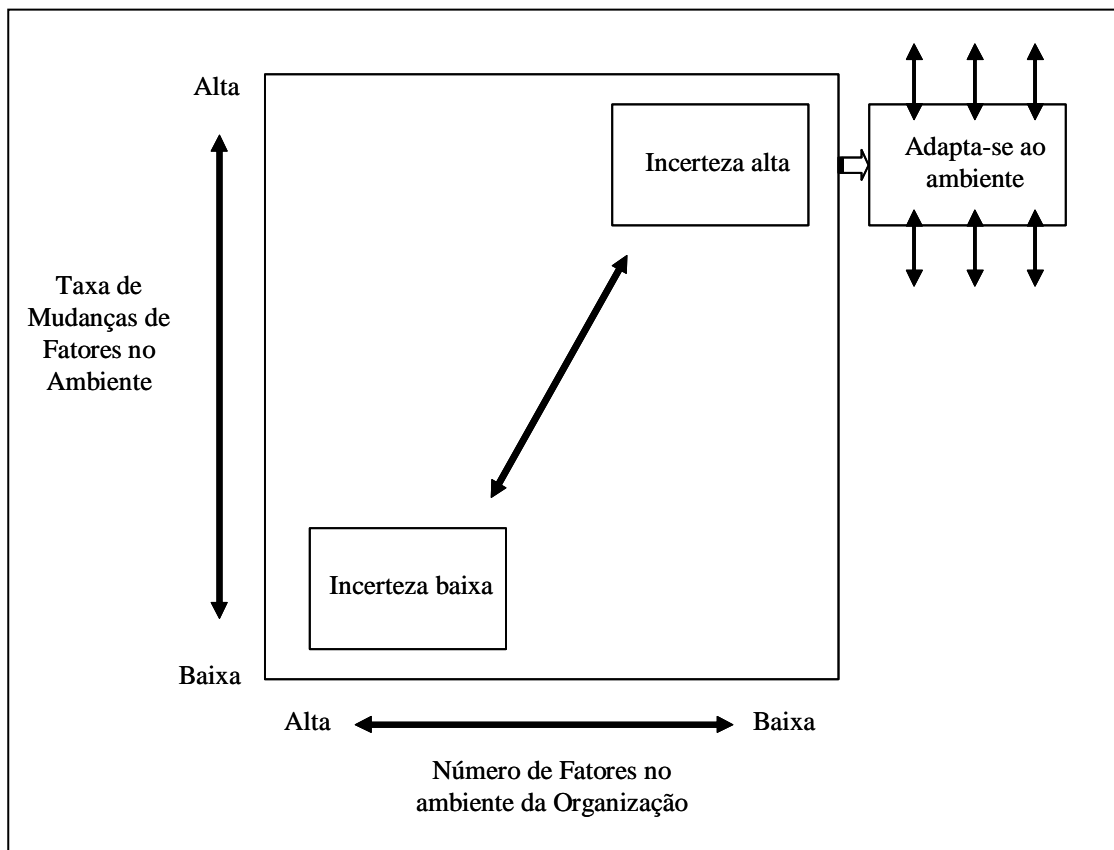 Alta
Incerteza alta
Adapta-se ao
ambiente
Taxa de
Mudanças de
Fatores no
Ambiente
Incerteza baixa
Baixa
Alta
Baixa
Número de Fatores no
ambiente da Organização